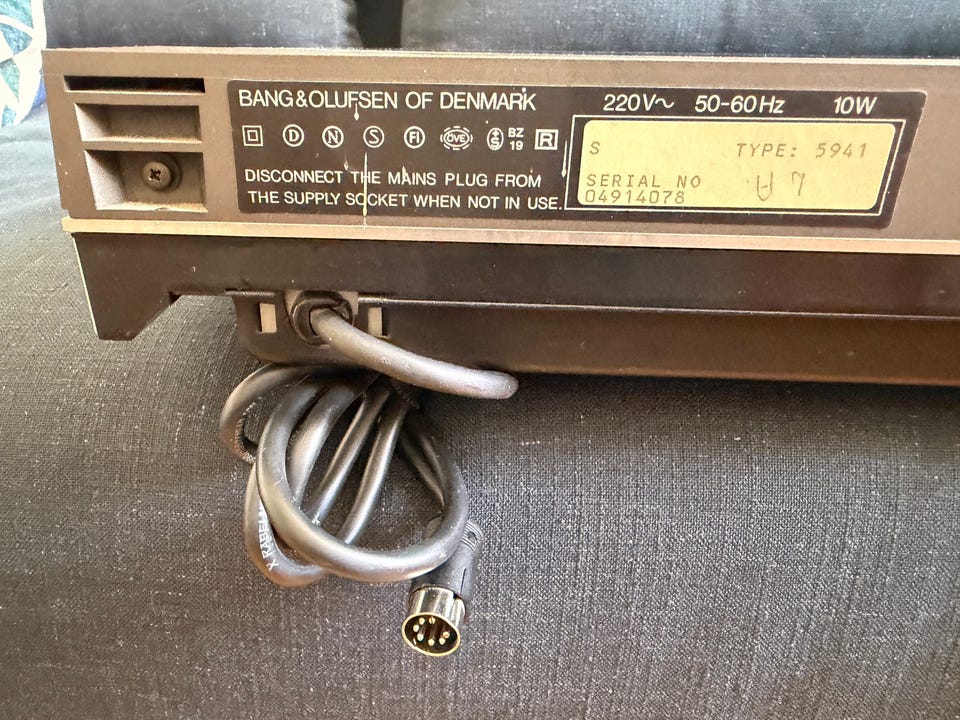 BANG&OLUFSEN OF DENMARK
220V~ 50-60Hz 10W
D N S FI ÖVE S BZ 19 R
DISCONNECT THE MAINS PLUG FROM
THE SUPPLY SOCKET WHEN NOT IN USE.
S TYPE: 5941
SERIAL NO
04914078